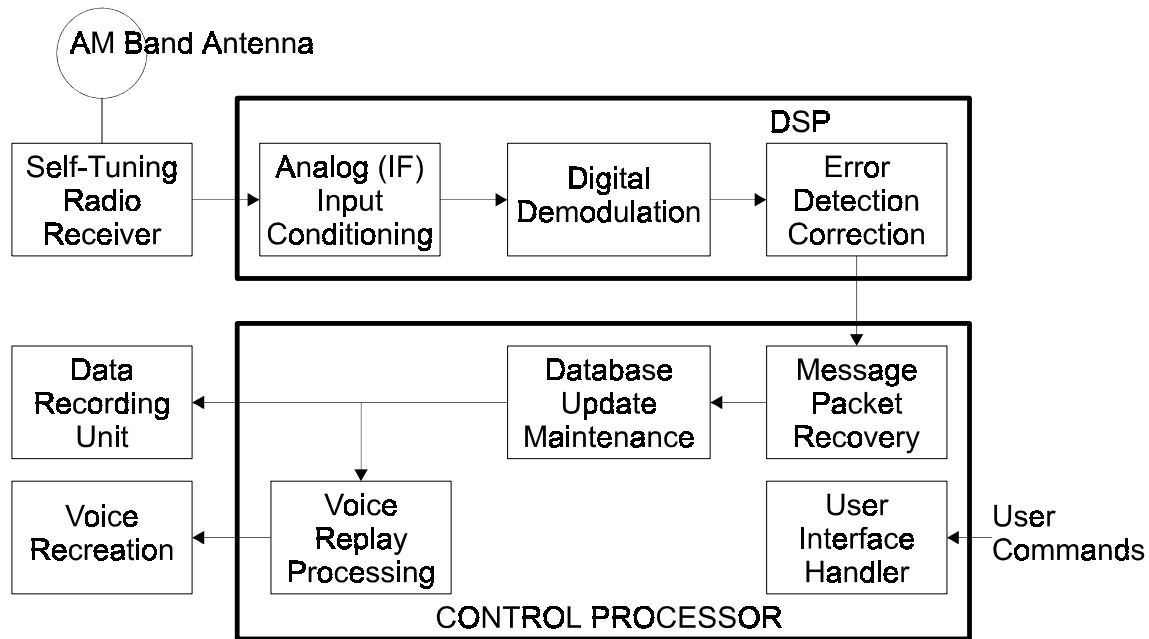 AM Band Antenna
DSP
Self-Tuning
Radio
Receiver
Analog (IF)
Input
Conditioning
Digital
Demodulation
Error
Detection
Correction
Data
Recording
Unit
Database
Update
Maintenance
Message
Packet
Recovery
Voice
Recreation
Voice
Replay
Processing
User
Interface
Handler
User
Commands
CONTROL PROCESSOR